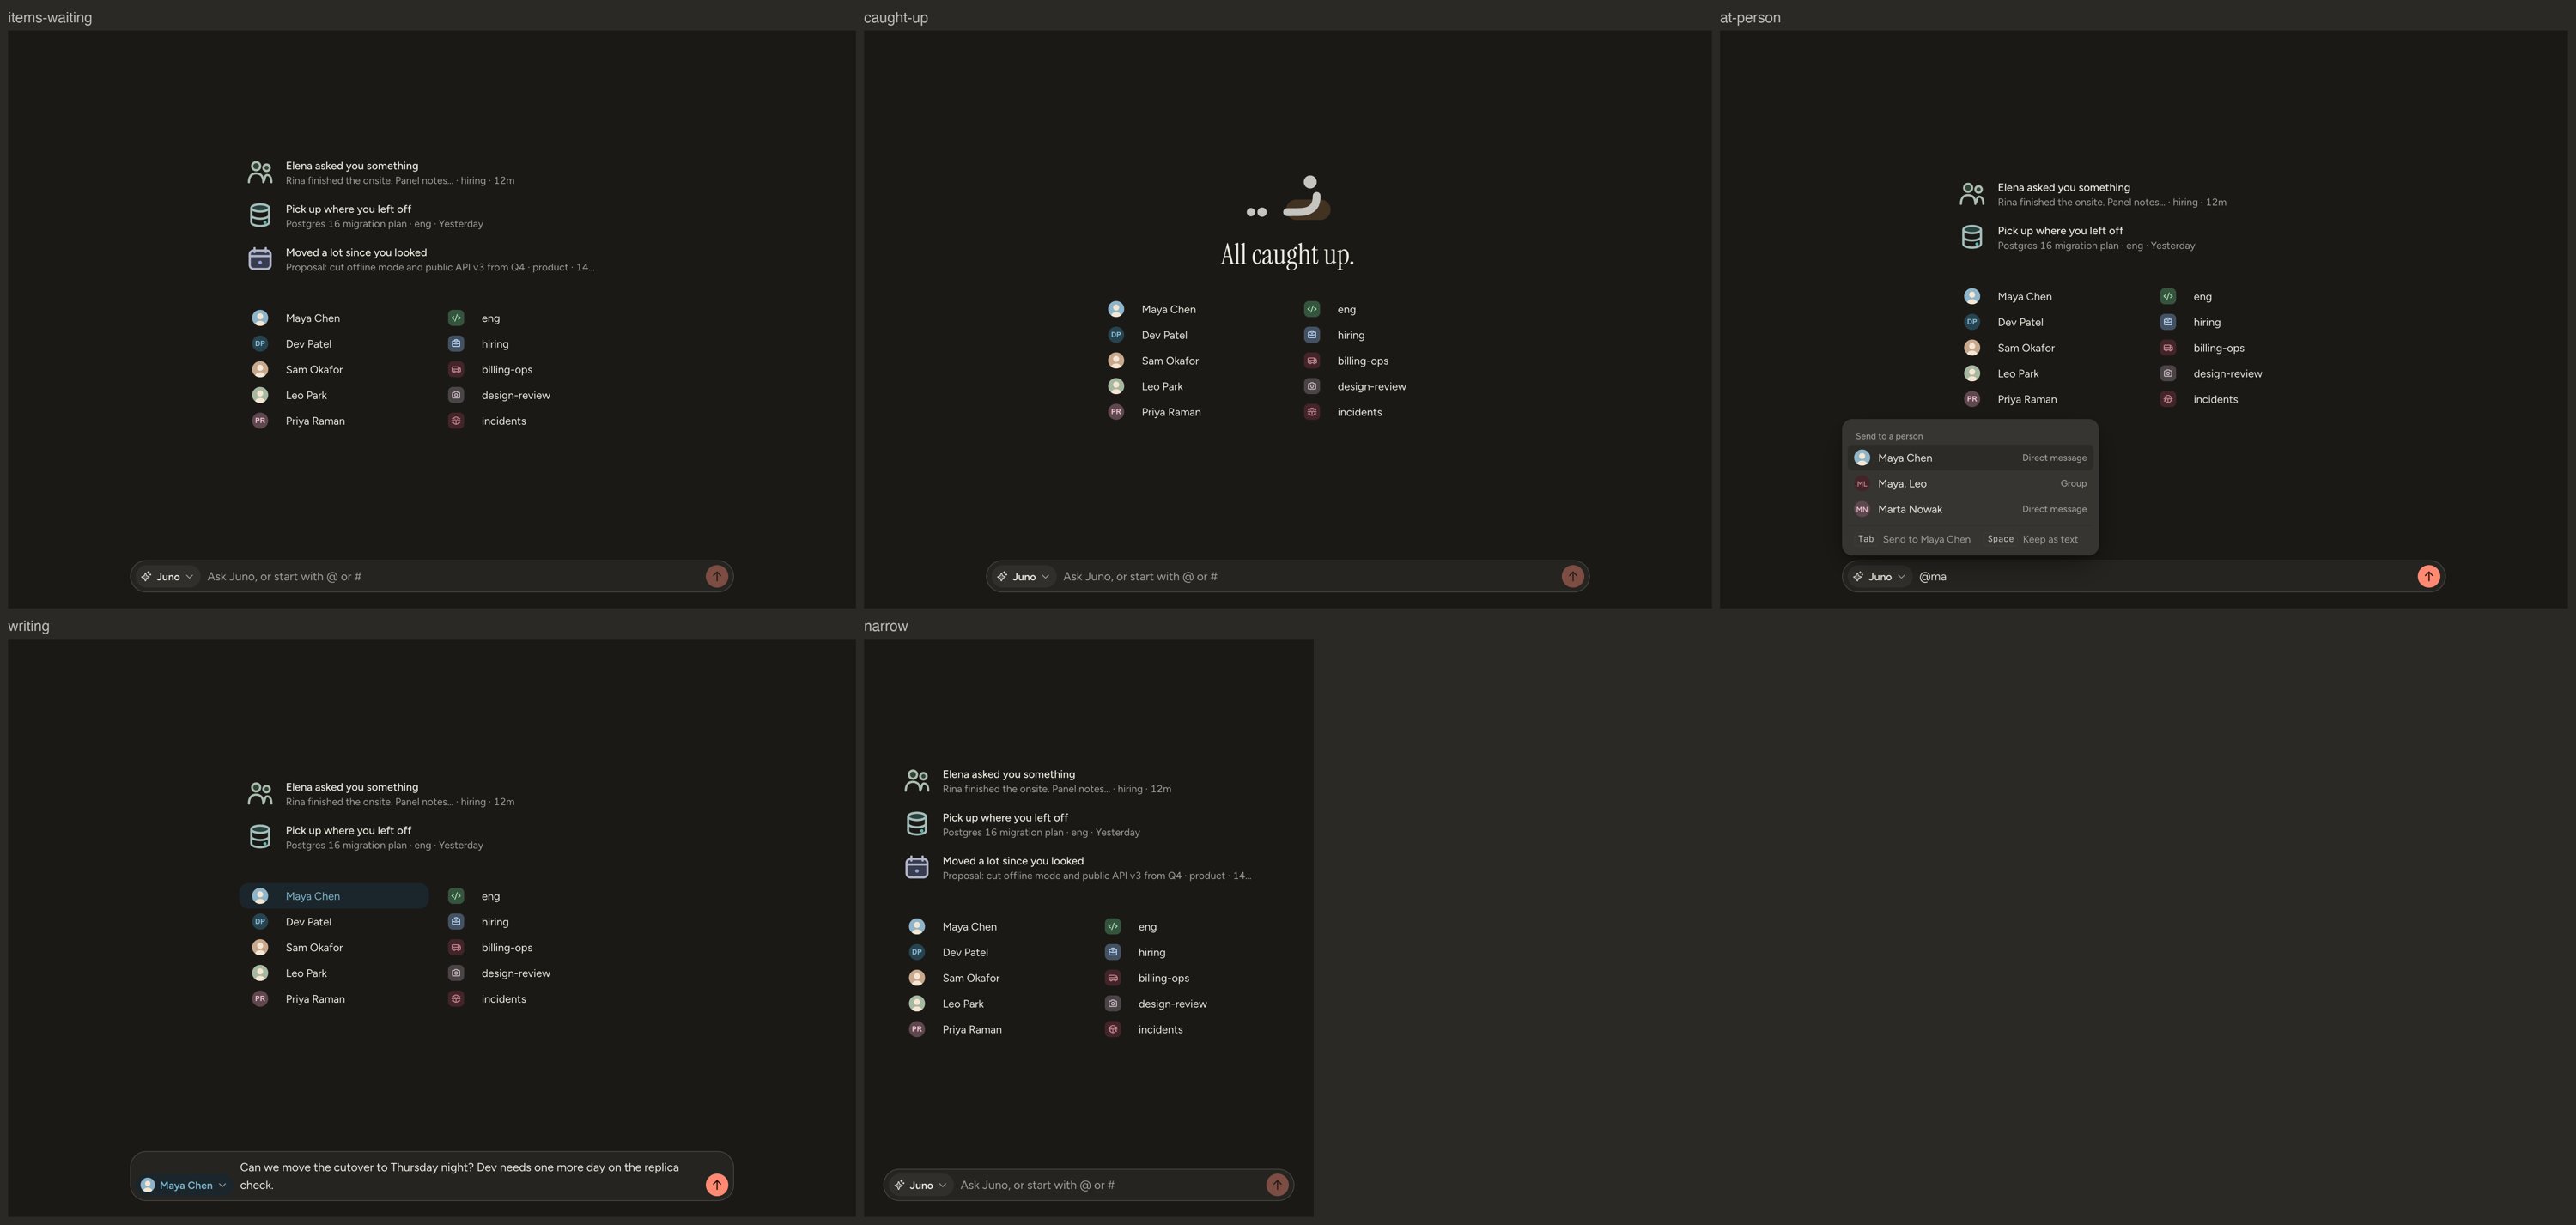 items-waiting
Elena asked you something
Rina finished the onsite. Panel notes... · hiring · 12m
Pick up where you left off
Postgres 16 migration plan · eng · Yesterday
Moved a lot since you looked
Proposal: cut offline mode and public API v3 from Q4 · product · 14...
Maya Chen
eng
DP Dev Patel
hiring
Sam Okafor
billing-ops
Leo Park
design-review
PR Priya Raman
incidents
Juno
Ask Juno, or start with @ or #
caught-up
All caught up.
Maya Chen
eng
DP Dev Patel
hiring
Sam Okafor
billing-ops
Leo Park
design-review
PR Priya Raman
incidents
Juno
Ask Juno, or start with @ or #
at-person
Elena asked you something
Rina finished the onsite. Panel notes... · hiring · 12m
Pick up where you left off
Postgres 16 migration plan · eng · Yesterday
Maya Chen
eng
DP Dev Patel
hiring
Sam Okafor
billing-ops
Leo Park
design-review
PR Priya Raman
incidents
Send to a person
Maya Chen Direct message
ML Maya, Leo Group
MN Marta Nowak Direct message
Tab Send to Maya Chen Space Keep as text
Juno
@ma
writing
Elena asked you something
Rina finished the onsite. Panel notes... · hiring · 12m
Pick up where you left off
Postgres 16 migration plan · eng · Yesterday
Maya Chen
eng
DP Dev Patel
hiring
Sam Okafor
billing-ops
Leo Park
design-review
PR Priya Raman
incidents
Maya Chen
Can we move the cutover to Thursday night? Dev needs one more day on the replica
check.
narrow
Elena asked you something
Rina finished the onsite. Panel notes... · hiring · 12m
Pick up where you left off
Postgres 16 migration plan · eng · Yesterday
Moved a lot since you looked
Proposal: cut offline mode and public API v3 from Q4 · product · 14...
Maya Chen
eng
DP Dev Patel
hiring
Sam Okafor
billing-ops
Leo Park
design-review
PR Priya Raman
incidents
Juno
Ask Juno, or start with @ or #